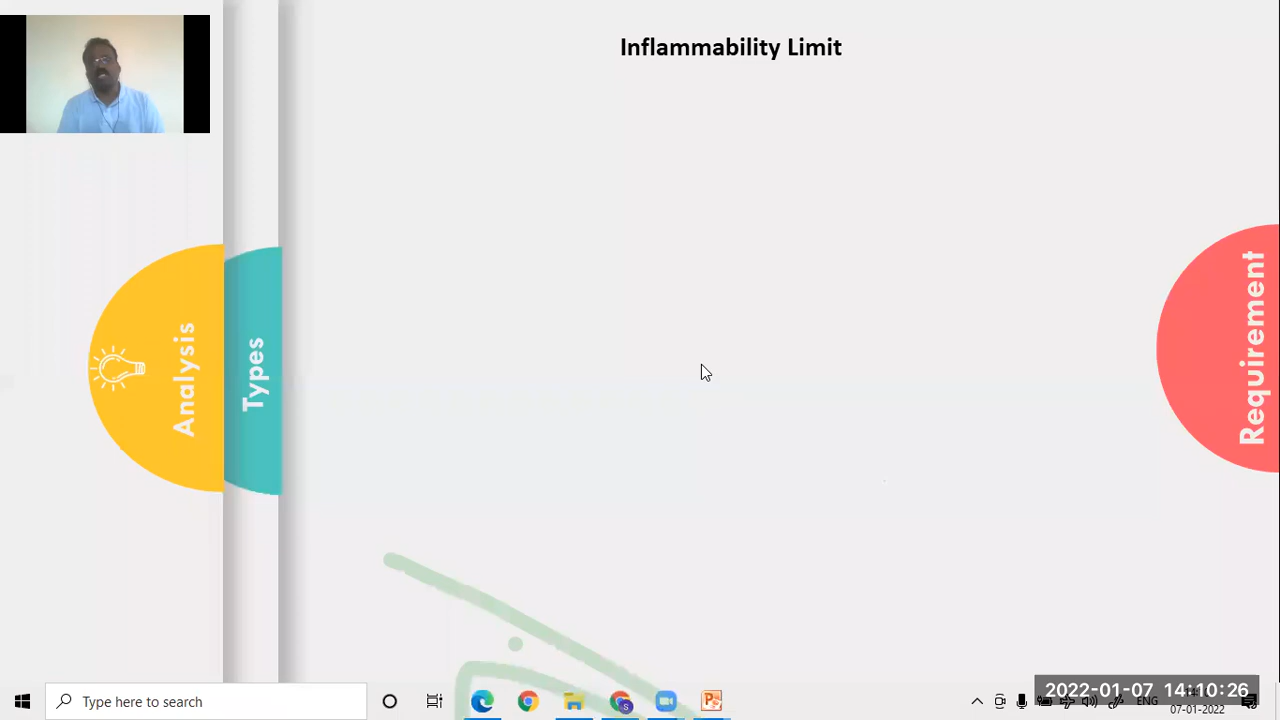 Inflammability Limit
Analysis
Types
Requirement
Type here to search
2022-01-07 14:10:26
ENG
07-01-2022